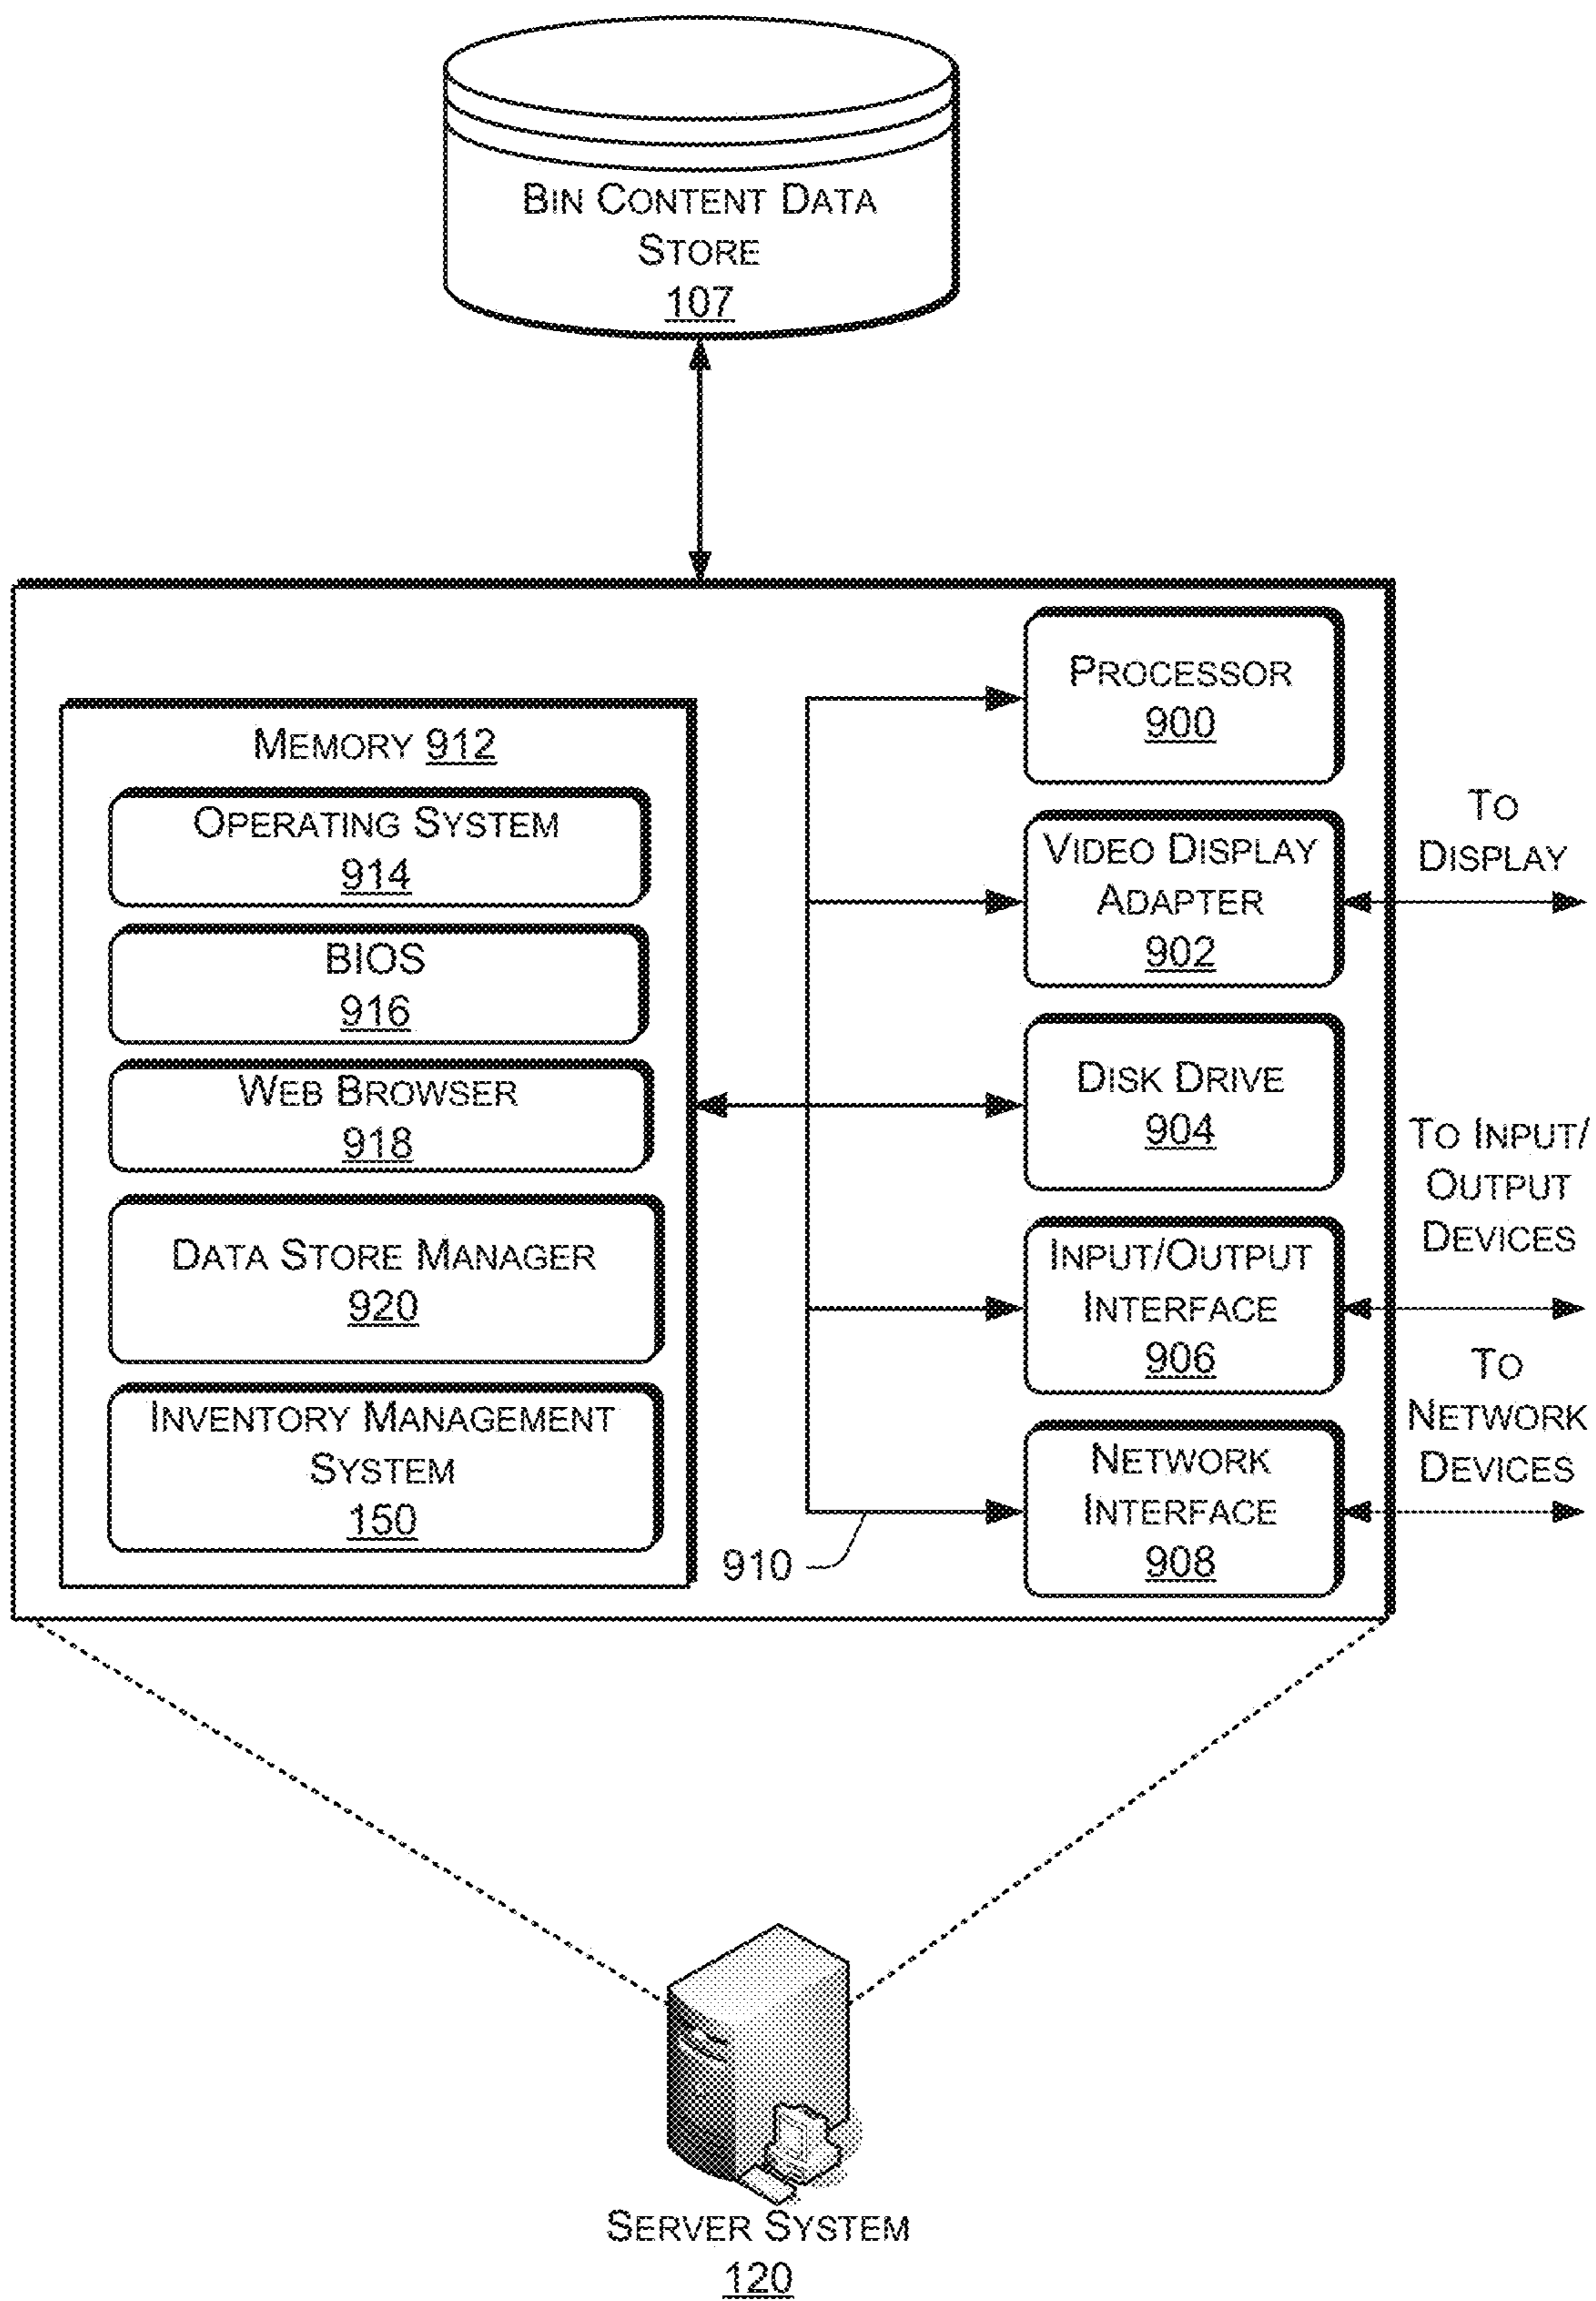 BIN CONTENT DATA
STORE
107
MEMORY 912
OPERATING SYSTEM
914
BIOS
916
WEB BROWSER
918
DATA STORE MANAGER
920
INVENTORY MANAGEMENT
SYSTEM
150
PROCESSOR
900
VIDEO DISPLAY
ADAPTER
902
DISK DRIVE
904
INPUT/OUTPUT
INTERFACE
906
NETWORK
INTERFACE
908
910
TO
DISPLAY
TO INPUT/
OUTPUT
DEVICES
TO
NETWORK
DEVICES
SERVER SYSTEM
120